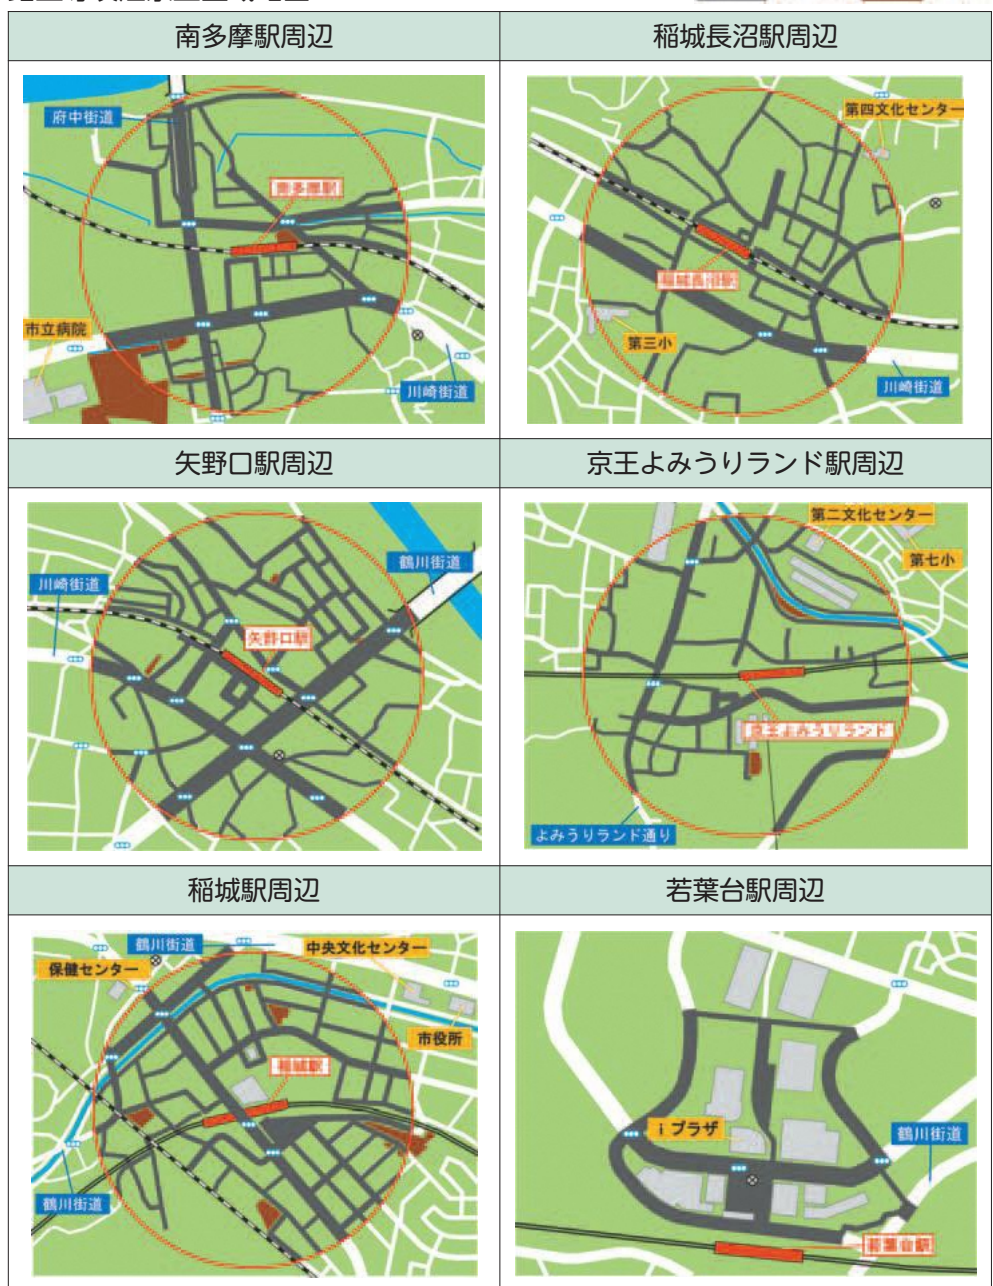 南多摩駅周辺
稲城長沼駅周辺
府中街道
南多摩駅
市立病院
川崎街道
第四文化センター
稲城長沼駅
第三小
川崎街道
矢野口駅周辺
京王よみうりランド駅周辺
川崎街道
鶴川街道
矢野口駅
第二文化センター
第七小
京王よみうりランド
よみうりランド通り
稲城駅周辺
若葉台駅周辺
鶴川街道
中央文化センター
保健センター
市役所
稲城駅
鶴川街道
iプラザ
鶴川街道
若葉台駅